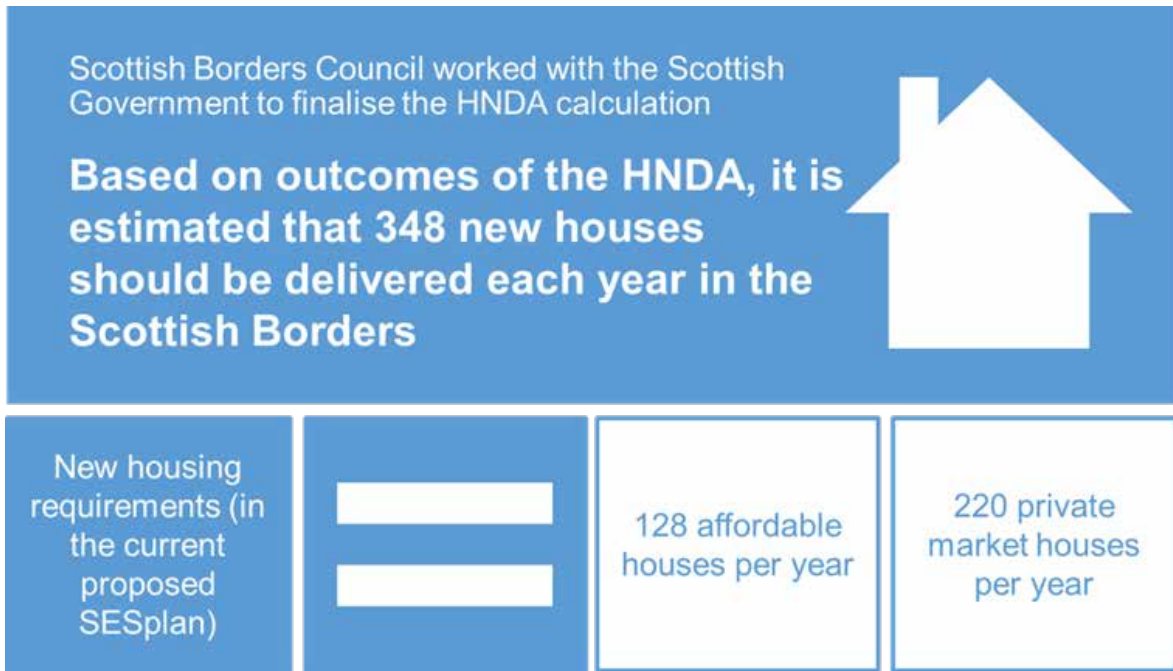 Scottish Borders Council worked with the Scottish
Government to finalise the HNDA calculation
Based on outcomes of the HNDA, it is
estimated that 348 new houses
should be delivered each year in the
Scottish Borders
New housing
requirements (in
the current
proposed
SESplan)
128 affordable
houses per year
220 private
market houses
per year